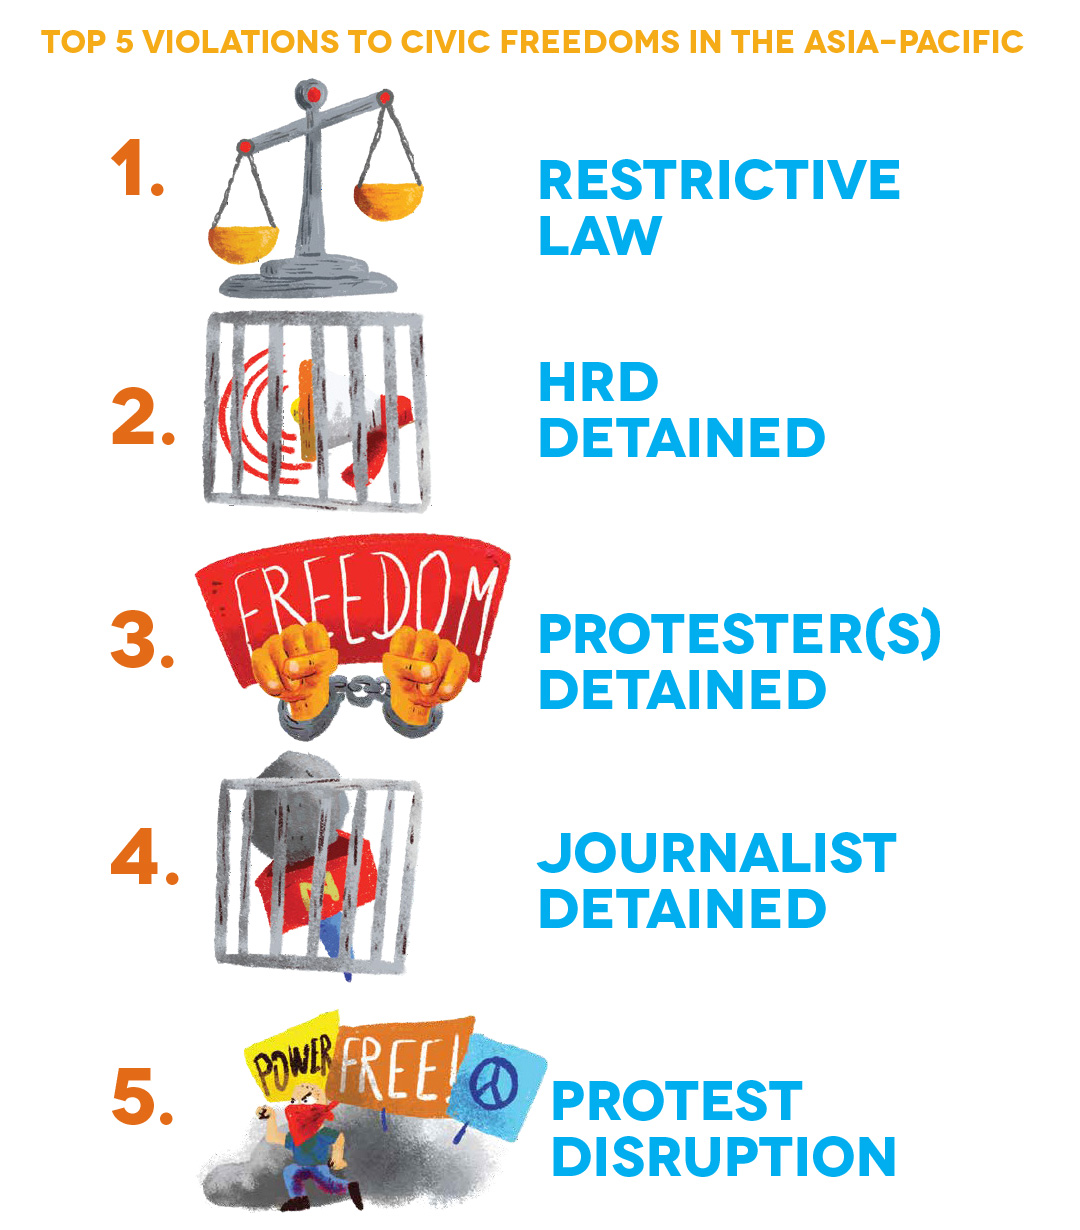 TOP 5 VIOLATIONS TO CIVIC FREEDOMS IN THE ASIA-PACIFIC
1.
RESTRICTIVE
LAW
2.
HRD
DETAINED
3.
FREEDOM
PROTESTER(S)
DETAINED
4.
N
JOURNALIST
DETAINED
5.
POWER
FREE!
PROTEST
DISRUPTION